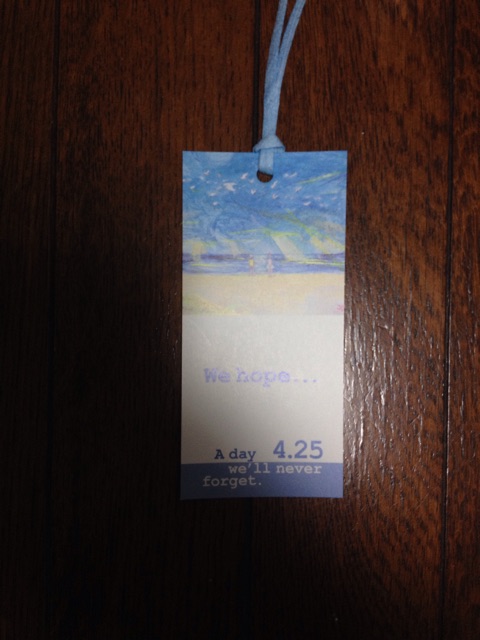 We hope...
A day 4.25
we'll never
forget.